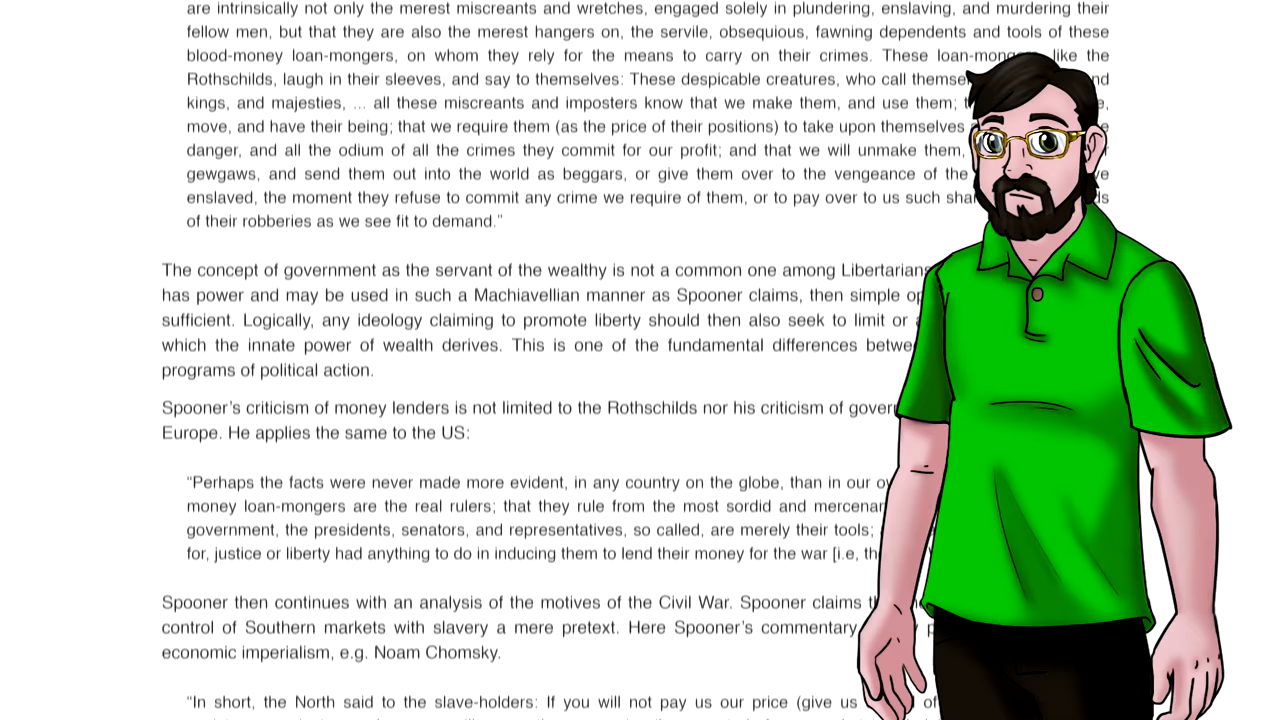 are intrinsically not only the merest miscreants and wretches, engaged solely in plundering, enslaving, and murdering their
fellow men, but that they are also the merest hangers on, the servile, obsequious, fawning dependents and tools of these
blood-money loan-mongers, on whom they rely for the means to carry on their crimes. These loan-mongers, like the
Rothschilds, laugh in their sleeves, and say to themselves: These despicable creatures, who call
kings, and majesties, ... all these miscreants and imposters know that we make them, and use them;
move, and have their being; that we require them (as the price of their positions) to take upon themselves
danger, and all the odium of all the crimes they commit for our profit; and that we will unmake them,
gewgaws, and send them out into the world as beggars, or give them over to the vengeance of the
enslaved, the moment they refuse to commit any crime we require of them, or to pay over to us such
of their robberies as we see fit to demand.”
The concept of government as the servant of the wealthy is not a common one among Libertarians
has power and may be used in such a Machiavellian manner as Spooner claims, then simple
sufficient. Logically, any ideology claiming to promote liberty should then also seek to limit or
which the innate power of wealth derives. This is one of the fundamental differences
programs of political action.
Spooner’s criticism of money lenders is not limited to the Rothschilds nor his criticism of
Europe. He applies the same to the US:
“Perhaps the facts were never made more evident, in any country on the globe, than in our
money loan-mongers are the real rulers; that they rule from the most sordid and
government, the presidents, senators, and representatives, so called, are merely their tools;
for, justice or liberty had anything to do in inducing them to lend their money for the war [i.e,
Spooner then continues with an analysis of the motives of the Civil War. Spooner claims
control of Southern markets with slavery a mere pretext. Here Spooner’s commentary
economic imperialism, e.g. Noam Chomsky.
“In short, the North said to the slave-holders: If you will not pay us our price (give us of